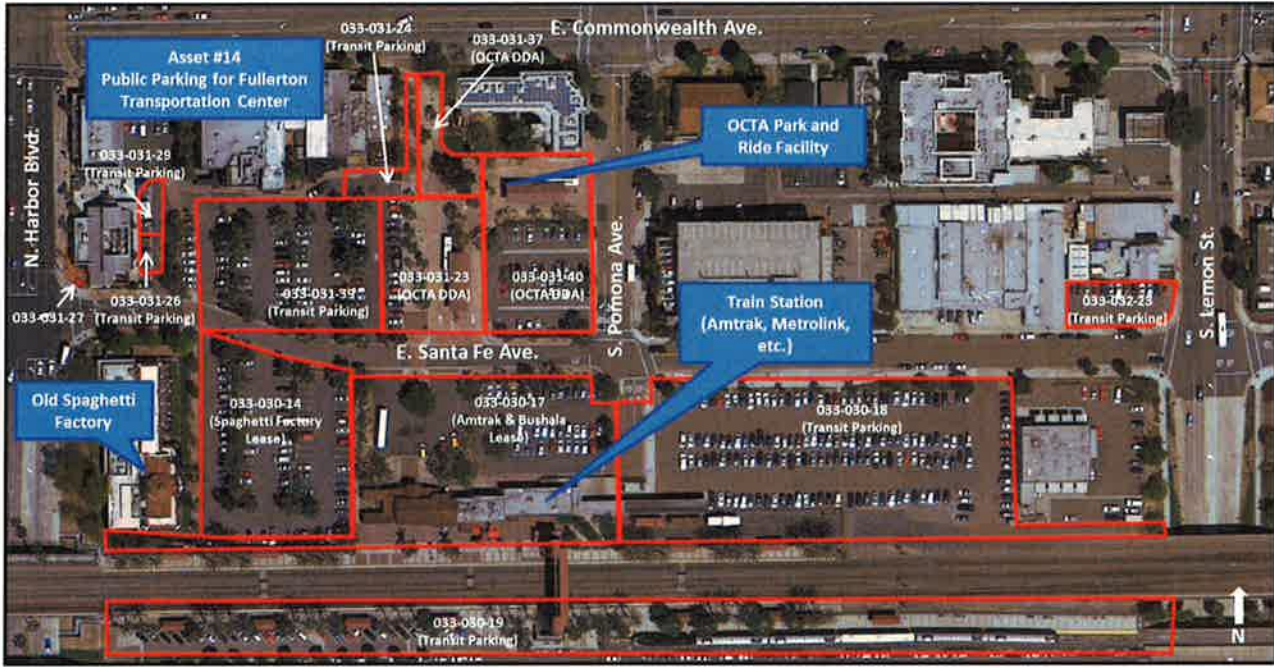 E. Commonwealth Ave.
033-031-24
(Transit Parking)
033-031-37
(OCTA DDA)
Asset #14
Public Parking for Fullerton
Transportation Center
OCTA Park and
Ride Facility
N. Harbor Blvd.
033-031-29
(Transit Parking)
S. Pomona Ave.
S. Lemon St.
033-031-27
033-031-26
(Transit Parking)
033-031-39
(Transit Parking)
033-031-23
(OCTA DDA)
033-031-40
(OCTA DDA)
Train Station
(Amtrak, Metrolink,
etc.)
033-032-23
(Transit Parking)
E. Santa Fe Ave.
Old Spaghetti
Factory
033-030-14
(Spaghetti Factory
Lease)
033-030-17
(Amtrak & Bushala
Lease)
033-030-18
(Transit Parking)
033-030-19
(Transit Parking)
N